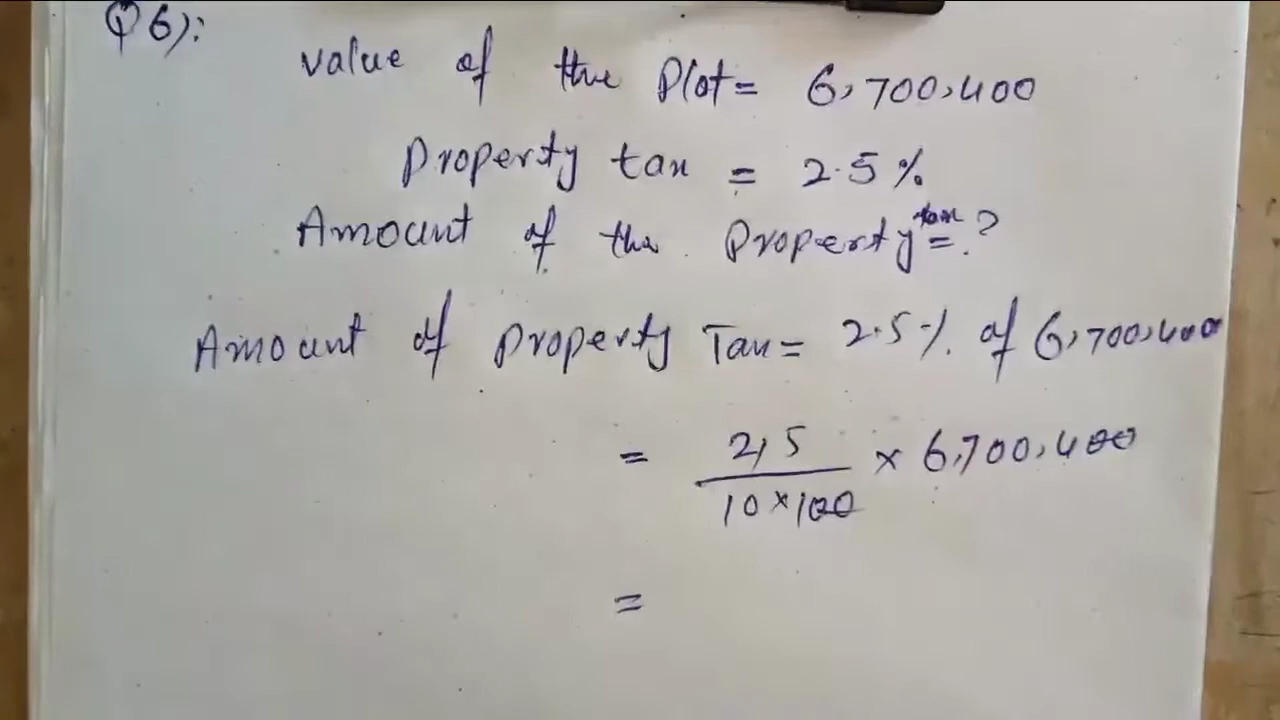 Q6):
Value of the Plot = 6,700,400
Property tax = 2.5%
Amount of the Property tax = ?
Amount of Property Tax = 2.5% of 6,700,400
= 25/10×100 × 6,700,400
=